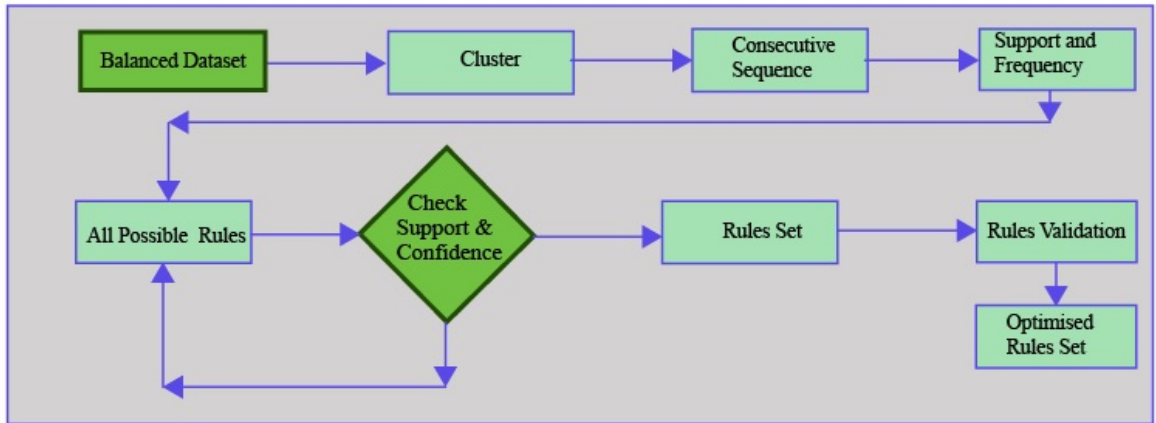 Balanced Dataset
Cluster
Consecutive
Sequence
Support and
Frequency
All Possible Rules
Check
Support &
Confidence
Rules Set
Rules Validation
Optimised
Rules Set